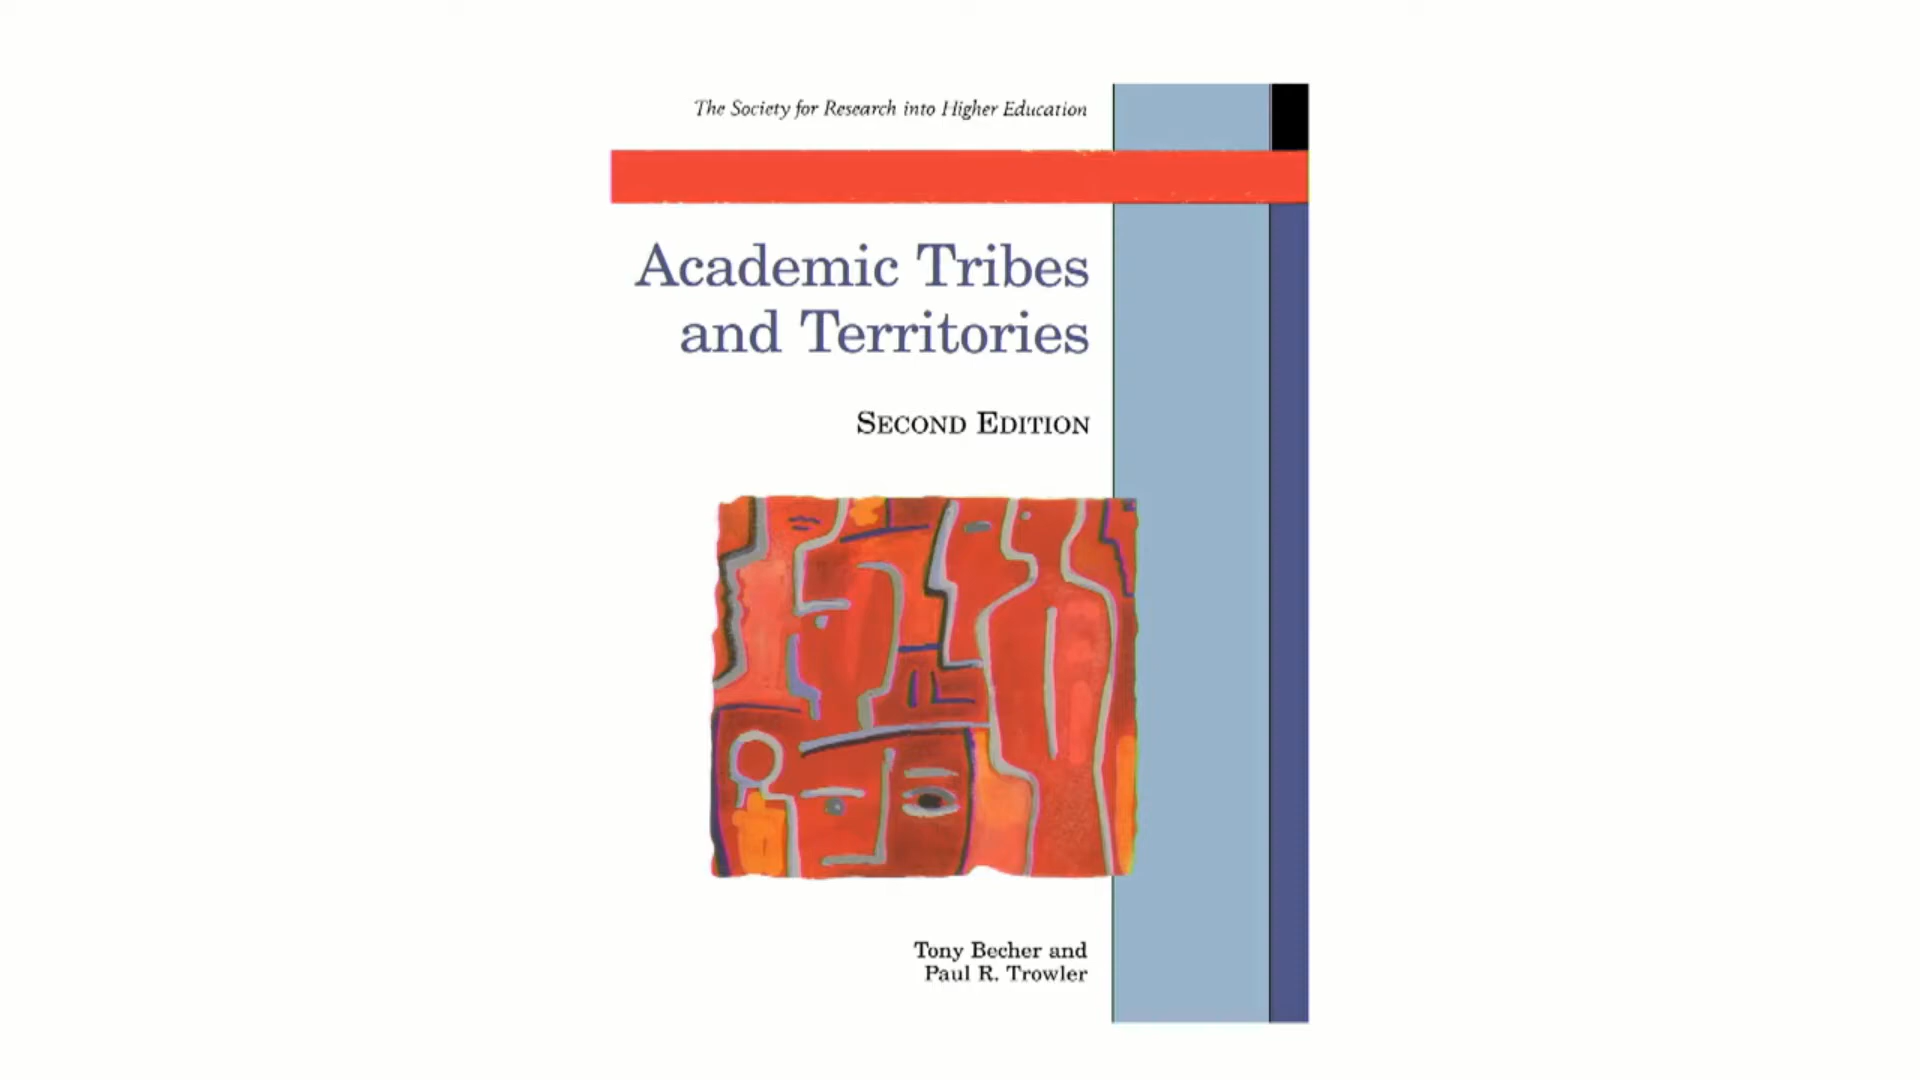 The Society for Research into Higher Education
Academic Tribes
and Territories
SECOND EDITION
Tony Becher and
Paul R. Trowler